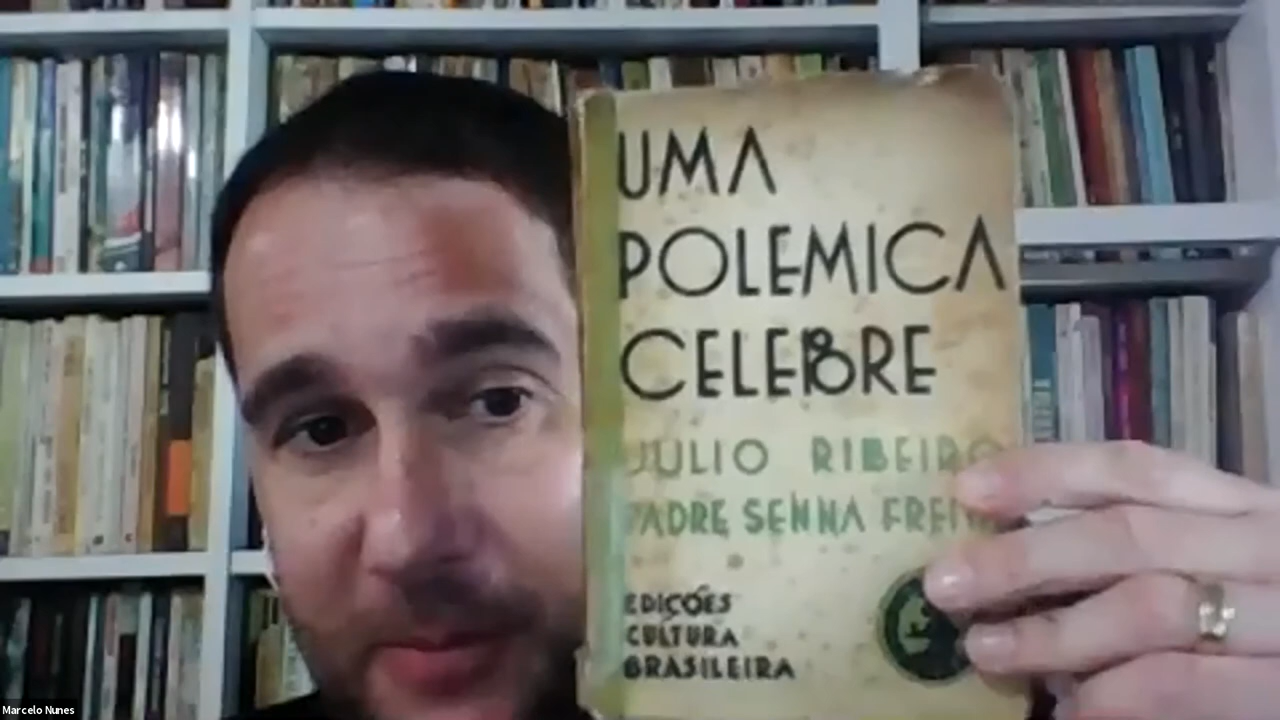 UMA
POLEMICA
CELEBRE
JULIO RIBEIRO
PADRE SENNA
EDIÇÕES
CULTURA
BRASILEIRA
Marcelo Nunes